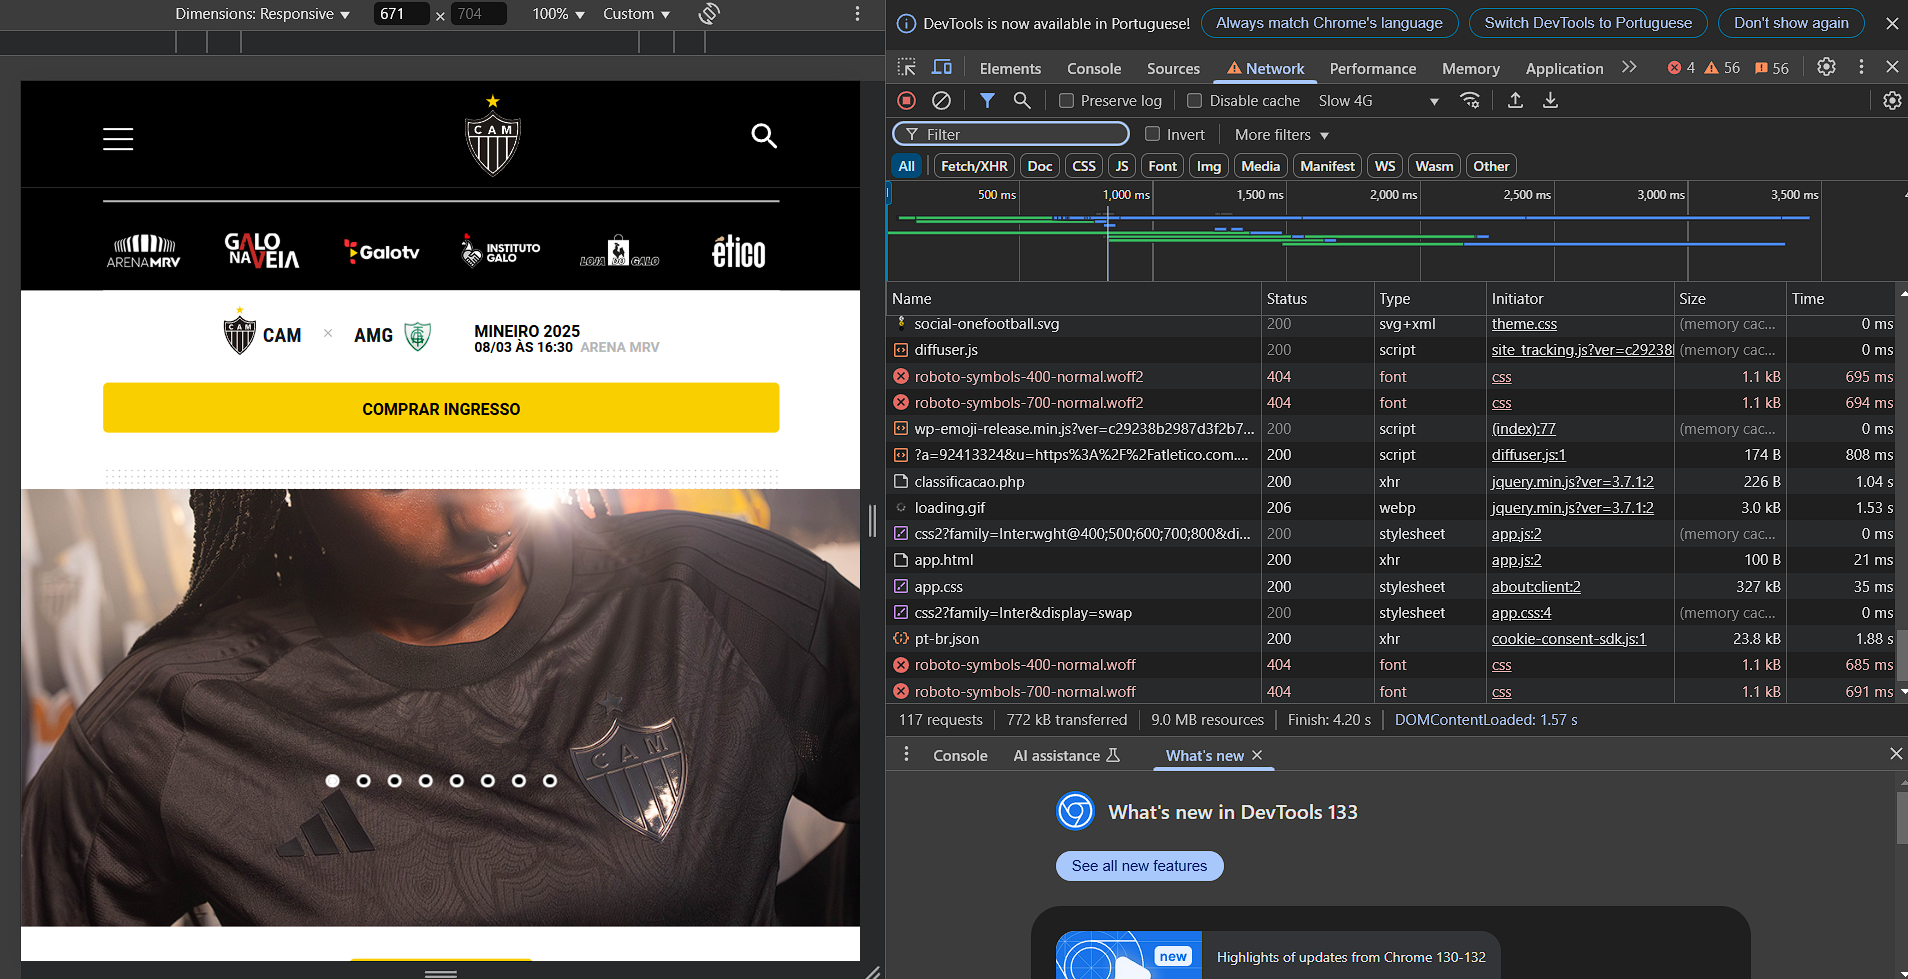 Dimensions: Responsive ▼ 671 × 704 100% ▼ Custom ▼
DevTools is now available in Portuguese! Always match Chrome's language Switch DevTools to Portuguese Don't show again
Elements Console Sources Network Performance Memory Application 4 56 56
Preserve log Disable cache Slow 4G
Filter Invert More filters
All Fetch/XHR Doc CSS JS Font Img Media Manifest WS Wasm Other
500 ms 1,000 ms 1,500 ms 2,000 ms 2,500 ms 3,000 ms 3,500 ms
Name Status Type Initiator Size Time
social-onefootball.svg 200 svg+xml theme.css (memory cac... 0 ms
diffuser.js 200 script site_tracking.js?ver=c29238 (memory cac... 0 ms
roboto-symbols-400-normal.woff2 404 font css 1.1 kB 695 ms
roboto-symbols-700-normal.woff2 404 font css 1.1 kB 694 ms
wp-emoji-release.min.js?ver=c29238b2987d3f2b7... 200 script (index):77 (memory cac... 0 ms
?a=92413324&u=https%3A%2F%2Fatletico.com.... 200 script diffuser.js:1 174 B 808 ms
classificacao.php 200 xhr jquery.min.js?ver=3.7.1:2 226 B 1.04 s
loading.gif 206 webp jquery.min.js?ver=3.7.1:2 3.0 kB 1.53 s
css2?family=Inter:wght@400;500;600;700;800&di... 200 stylesheet app.js:2 (memory cac... 0 ms
app.html 200 xhr app.js:2 100 B 21 ms
app.css 200 stylesheet about:client:2 327 kB 35 ms
css2?family=Inter&display=swap 200 stylesheet app.css:4 (memory cac... 0 ms
pt-br.json 200 xhr cookie-consent-sdk.js:1 23.8 kB 1.88 s
roboto-symbols-400-normal.woff 404 font css 1.1 kB 685 ms
roboto-symbols-700-normal.woff 404 font css 1.1 kB 691 ms
117 requests 772 kB transferred 9.0 MB resources Finish: 4.20 s DOMContentLoaded: 1.57 s
Console AI assistance What's new
What's new in DevTools 133
See all new features
new Highlights of updates from Chrome 130-132
CAM
ARENA MRV
GALO NA VEIA
Galotv
INSTITUTO GALO
LOJA DO GALO
ético
CAM CAM × AMG
MINEIRO 2025
08/03 ÀS 16:30 ARENA MRV
COMPRAR INGRESSO
CAM